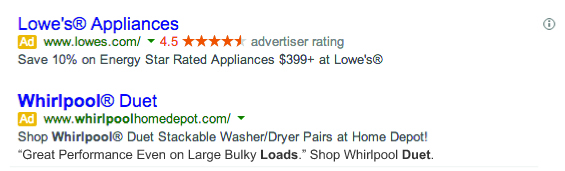 Lowe's® Appliances
Ad www.lowes.com/ 4.5 advertiser rating
Save 10% on Energy Star Rated Appliances $399+ at Lowe's®
Whirlpool® Duet
Ad www.whirlpoolhomedepot.com/
Shop Whirlpool® Duet Stackable Washer/Dryer Pairs at Home Depot!
“Great Performance Even on Large Bulky Loads.” Shop Whirlpool Duet.